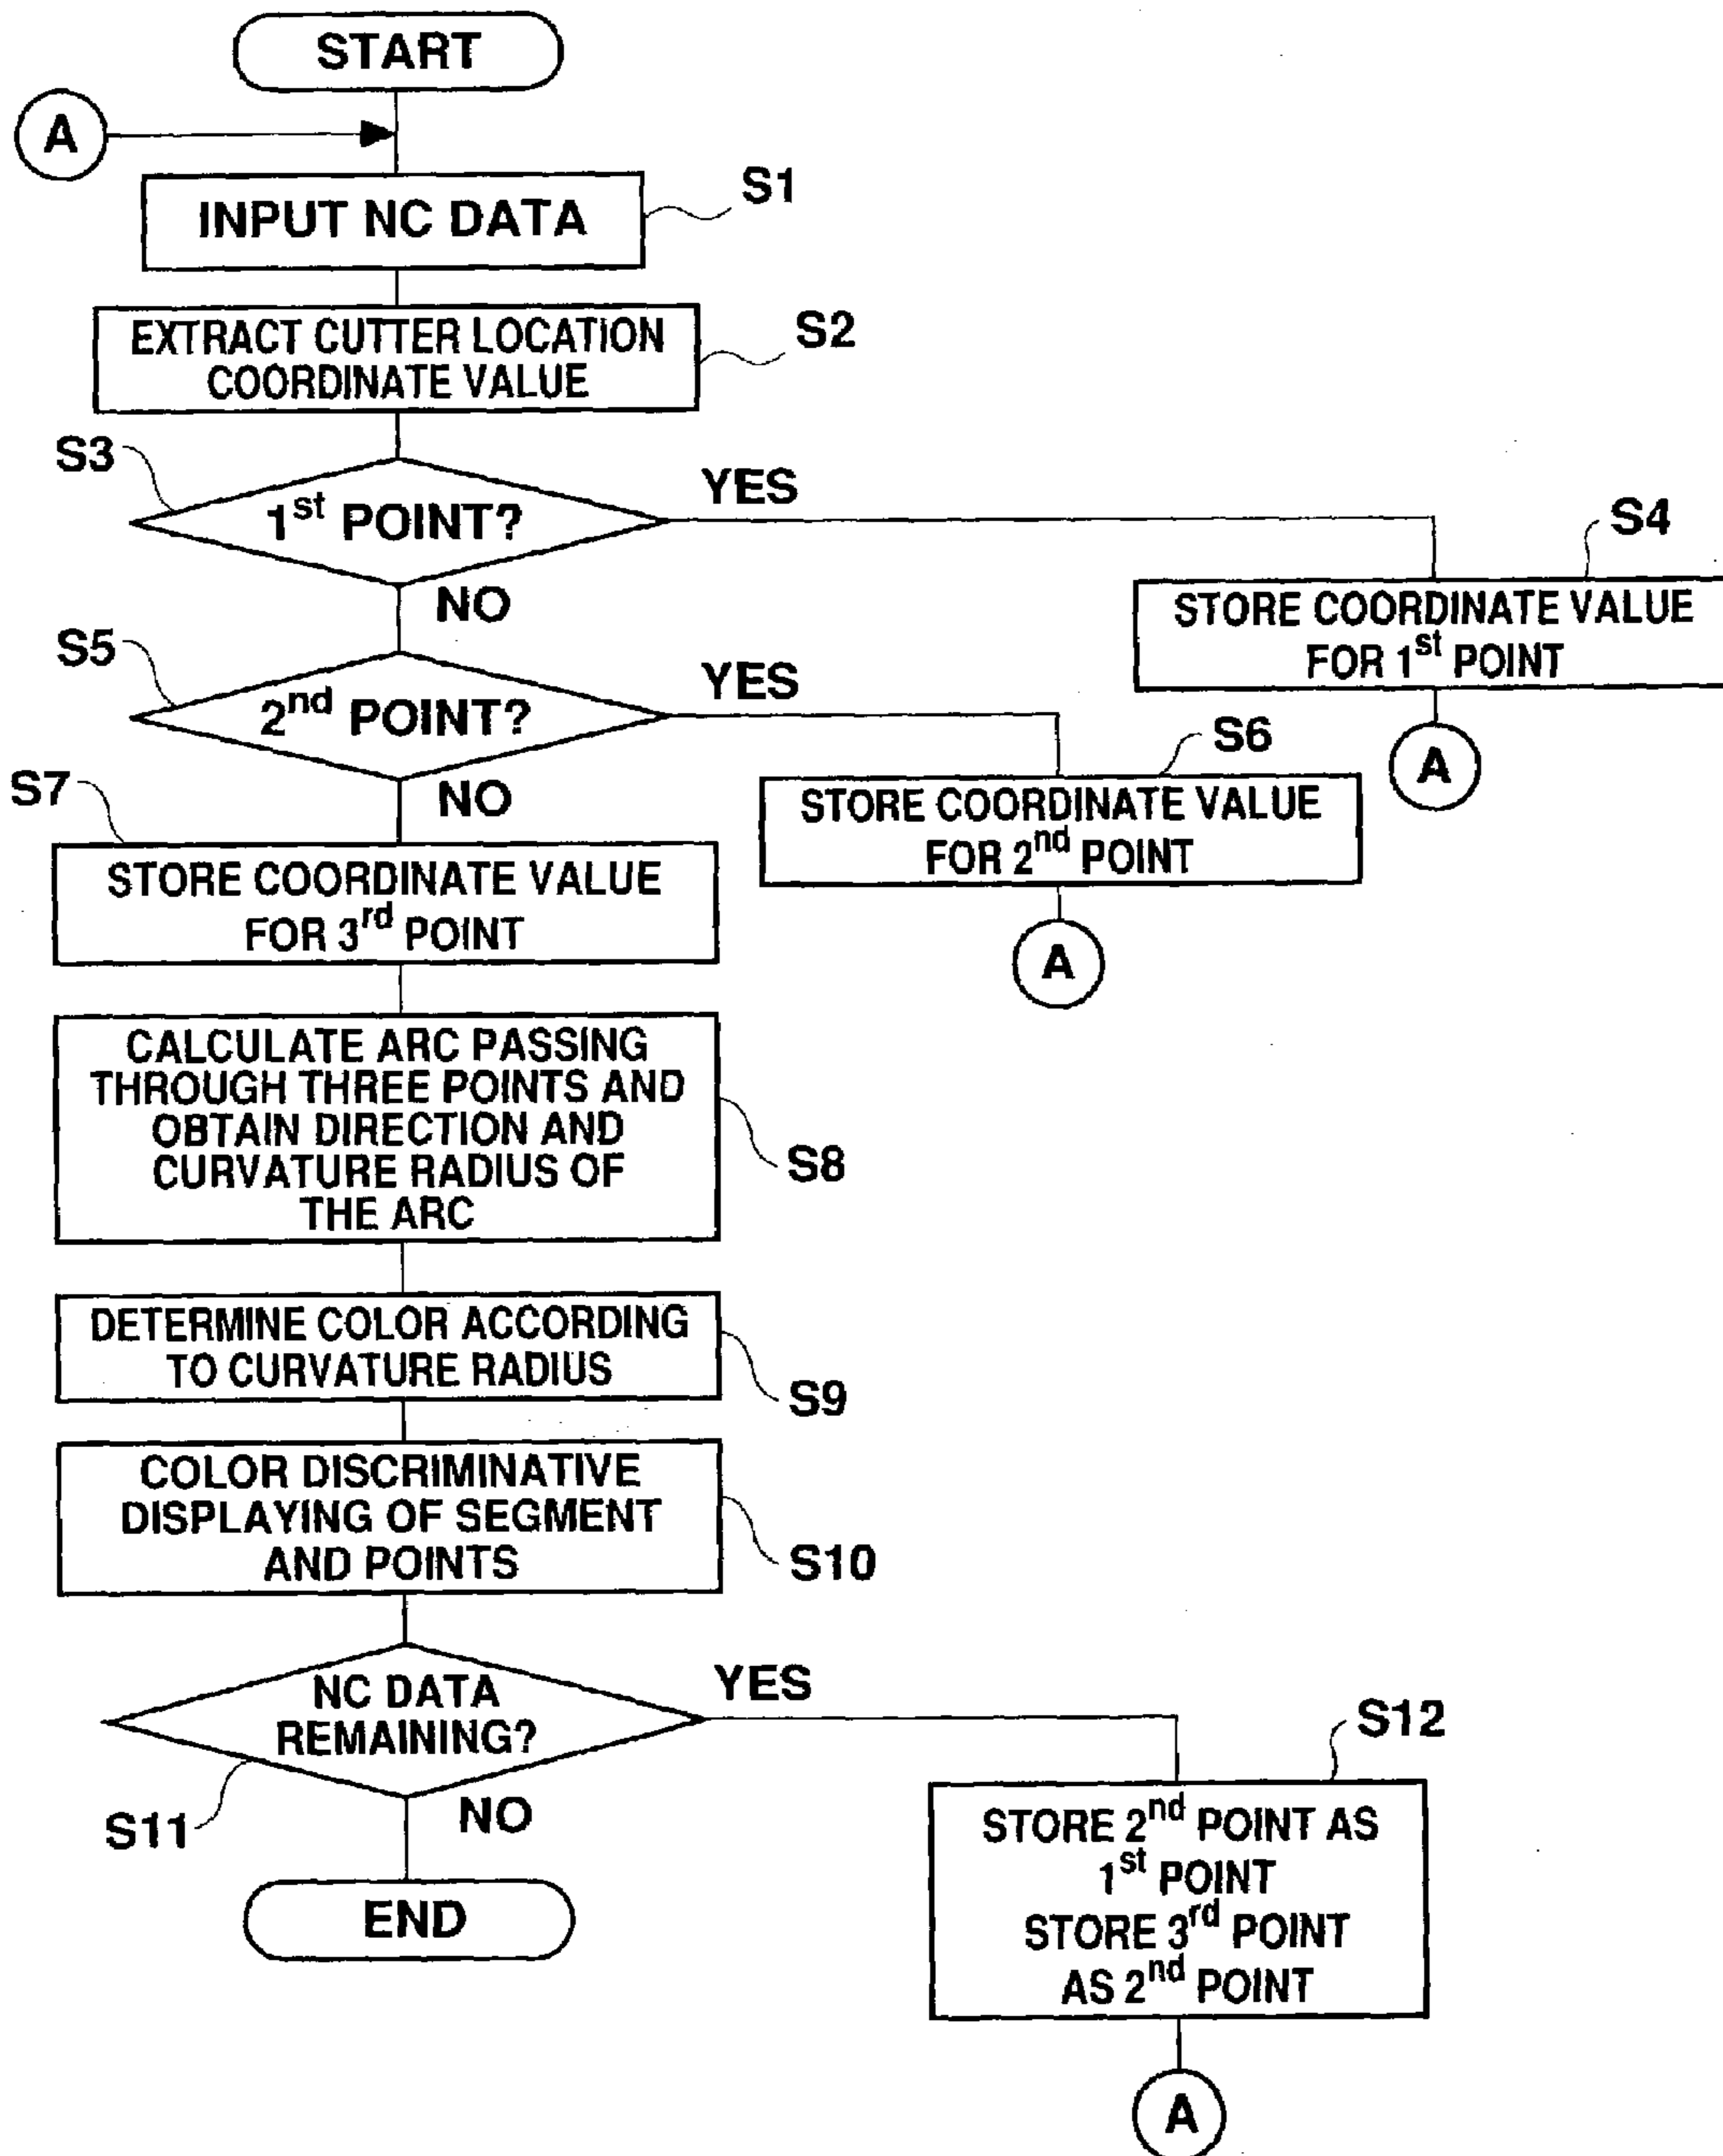 START
A
S1
INPUT NC DATA
S2
EXTRACT CUTTER LOCATION
COORDINATE VALUE
S3
1st POINT?
YES
NO
S4
STORE COORDINATE VALUE
FOR 1st POINT
A
S5
2nd POINT?
YES
NO
S6
STORE COORDINATE VALUE
FOR 2nd POINT
A
S7
STORE COORDINATE VALUE
FOR 3rd POINT
CALCULATE ARC PASSING
THROUGH THREE POINTS AND
OBTAIN DIRECTION AND
CURVATURE RADIUS OF
THE ARC
S8
DETERMINE COLOR ACCORDING
TO CURVATURE RADIUS
S9
COLOR DISCRIMINATIVE
DISPLAYING OF SEGMENT
AND POINTS
S10
NC DATA
REMAINING?
YES
S11
NO
END
S12
STORE 2nd POINT AS
1st POINT
STORE 3rd POINT
AS 2nd POINT
A